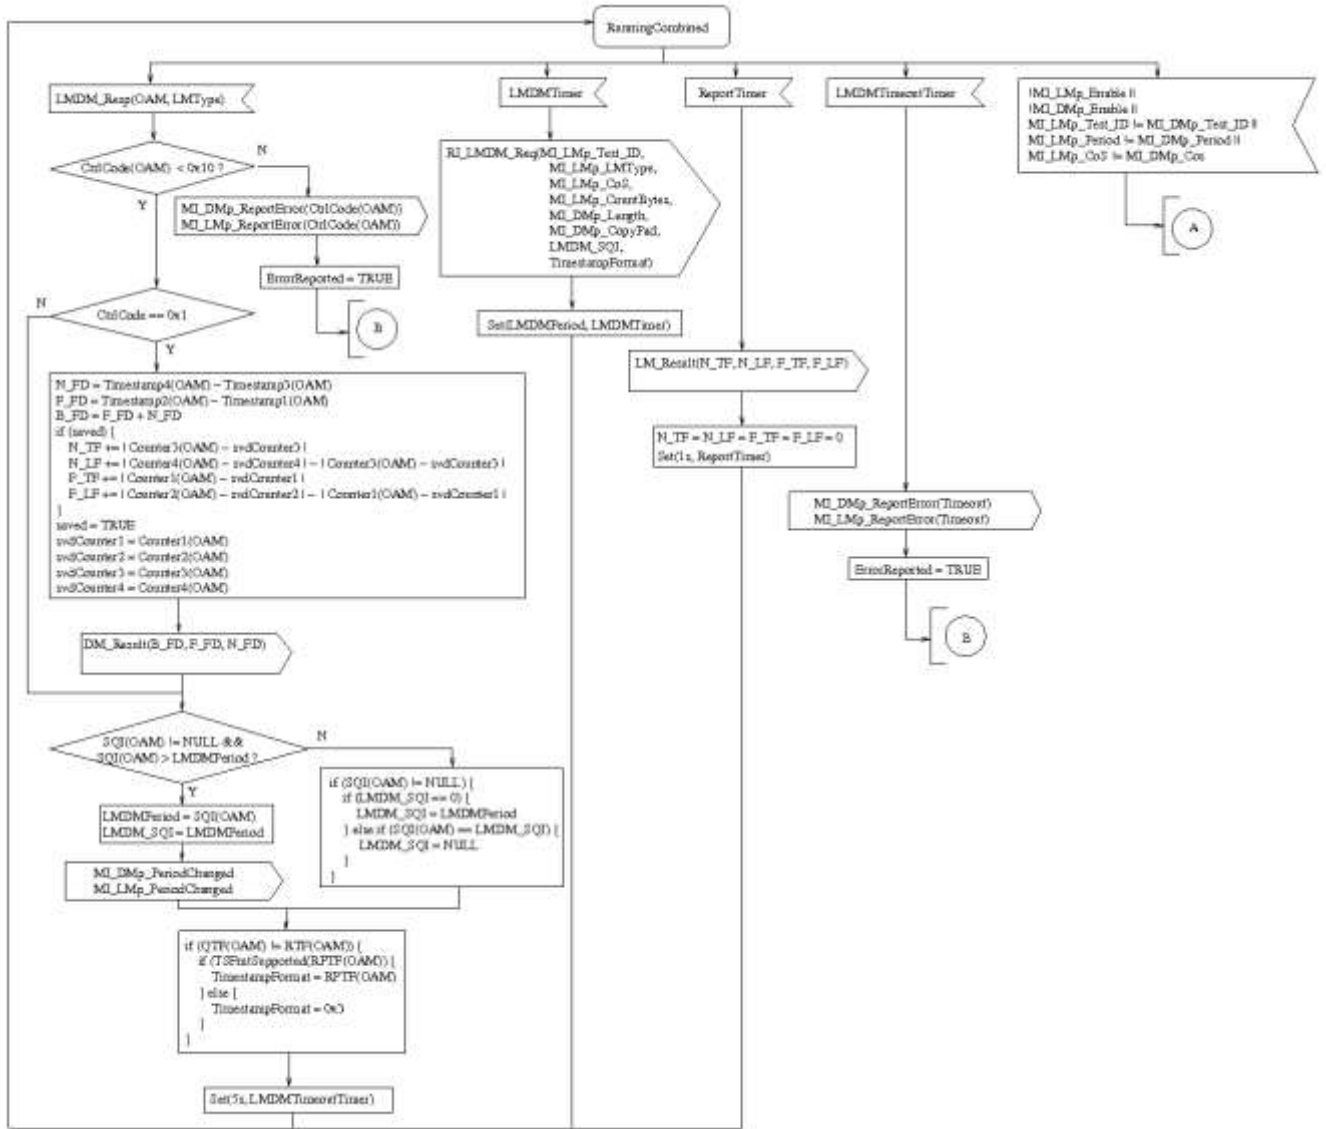 RunningCombined
LMDM_Resp(OAM, LMType)
LMDMTimer
ReportTimer
LMDMTimeoutTimer
!MI_LMp_Enable ||
!MI_DMp_Enable ||
MI_LMp_Test_ID != MI_DMp_Test_ID ||
MI_LMp_Period != MI_DMp_Period ||
MI_LMp_CoS != MI_DMp_Cos
A
CtrlCode(OAM) < 0x10 ?
N
Y
MI_DMp_ReportError(CtrlCode(OAM))
MI_LMp_ReportError(CtrlCode(OAM))
ErrorReported = TRUE
B
RI_LMDM_Req(MI_LMp_Test_ID,
MI_LMp_LMType,
MI_LMp_CoS,
MI_LMp_CountBytes,
MI_DMp_Length,
MI_DMp_CopyPad,
LMDM_SQI,
TimestampFormat)
Set(LMDMPeriod, LMDMTimer)
N
CtrlCode == 0x1
Y
N_FD = Timestamp4(OAM) − Timestamp3(OAM)
F_FD = Timestamp2(OAM) − Timestamp1(OAM)
B_FD = F_FD + N_FD
if (saved) {
N_TF += | Counter3(OAM) − svdCounter3 |
N_LF += | Counter4(OAM) − svdCounter4 | − | Counter3(OAM) − svdCounter3 |
F_TF += | Counter1(OAM) − svdCounter1 |
F_LF += | Counter2(OAM) − svdCounter2 | − | Counter1(OAM) − svdCounter1 |
}
saved = TRUE
svdCounter1 = Counter1(OAM)
svdCounter2 = Counter2(OAM)
svdCounter3 = Counter3(OAM)
svdCounter4 = Counter4(OAM)
LM_Result(N_TF, N_LF, F_TF, F_LF)
N_TF = N_LF = F_TF = F_LF = 0
Set(1s, ReportTimer)
MI_DMp_ReportError(Timeout)
MI_LMp_ReportError(Timeout)
ErrorReported = TRUE
B
DM_Result(B_FD, F_FD, N_FD)
SQI(OAM) != NULL &&
SQI(OAM) > LMDMPeriod ?
N
Y
LMDMPeriod = SQI(OAM)
LMDM_SQI = LMDMPeriod
MI_DMp_PeriodChanged
MI_LMp_PeriodChanged
if (SQI(OAM) != NULL) {
if (LMDM_SQI == 0) {
LMDM_SQI = LMDMPeriod
} else if (SQI(OAM) == LMDM_SQI) {
LMDM_SQI = NULL
}
}
if (QTF(OAM) != RTF(OAM)) {
if (TSFmtSupported(RPTF(OAM)) {
TimestampFormat = RPTF(OAM)
} else {
TimestampFormat = 0x3
}
}
Set(5s, LMDMTimeoutTimer)